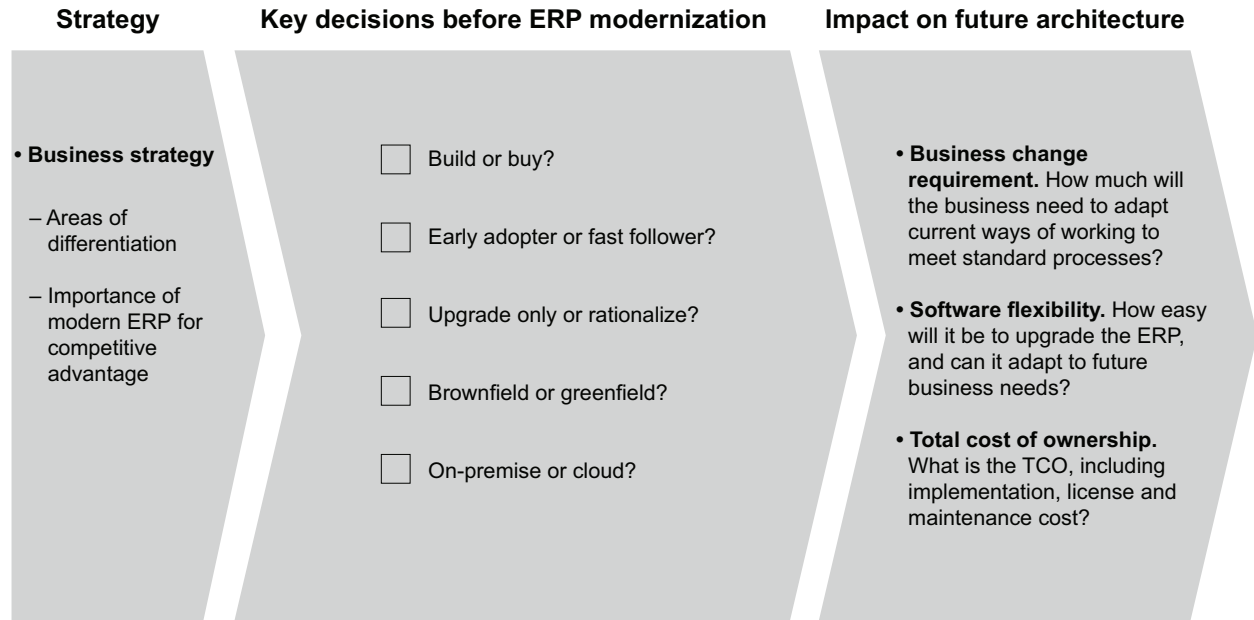 Strategy
Key decisions before ERP modernization
Impact on future architecture
• Business strategy
– Areas of
differentiation
– Importance of
modern ERP for
competitive
advantage
Build or buy?
Early adopter or fast follower?
Upgrade only or rationalize?
Brownfield or greenfield?
On-premise or cloud?
• Business change
requirement. How much will
the business need to adapt
current ways of working to
meet standard processes?
• Software flexibility. How easy
will it be to upgrade the ERP,
and can it adapt to future
business needs?
• Total cost of ownership.
What is the TCO, including
implementation, license and
maintenance cost?